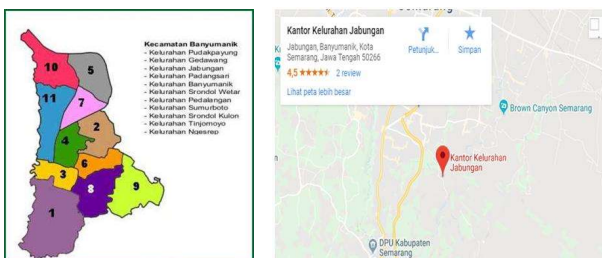 Kecamatan Banyumanik
- Kelurahan Pudakpayung
- Kelurahan Gedawang
- Kelurahan Jabungan
- Kelurahan Padangsari
- Kelurahan Banyumanik
- Kelurahan Srondol Wetan
- Kelurahan Pedalangan
- Kelurahan Sumurboto
- Kelurahan Srondol Kulon
- Kelurahan Tinjomoyo
- Kelurahan Ngesrep
10
5
11
7
2
4
6
3
8
9
1
Kantor Kelurahan Jabungan
Jabungan, Banyumanik, Kota
Semarang, Jawa Tengah 50266
4,5 ★★★★★ 2 review
Lihat peta lebih besar
Petunjuk...
Simpan
Brown Canyon Semarang
Kantor Kelurahan
Jabungan
DPU Kabupaten
Semarang